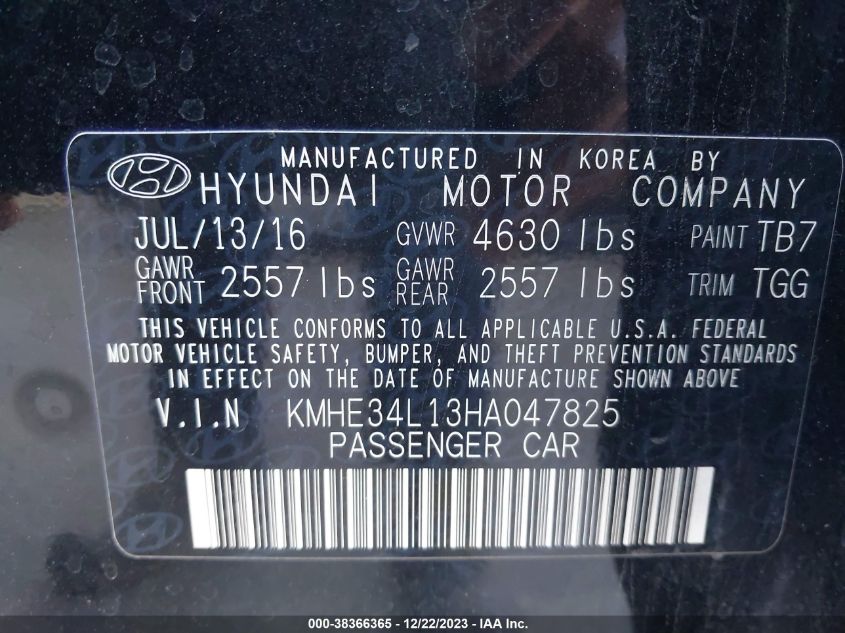 MANUFACTURED IN KOREA BY
HYUNDAI MOTOR COMPANY
JUL/13/16 GVWR 4630 lbs PAINT TB7
GAWR FRONT 2557 lbs GAWR REAR 2557 lbs TRIM TGG
THIS VEHICLE CONFORMS TO ALL APPLICABLE U.S.A. FEDERAL
MOTOR VEHICLE SAFETY, BUMPER, AND THEFT PREVENTION STANDARDS
IN EFFECT ON THE DATE OF MANUFACTURE SHOWN ABOVE
V.I.N KMHE34L13HA047825
PASSENGER CAR
000-38366365 - 12/22/2023 - IAA Inc.